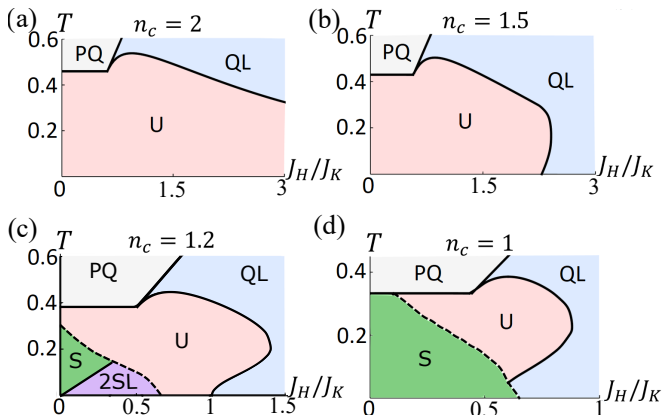 (a) T n_c = 2
0.6
PQ
QL
0.4
U
0.2
J_H/J_K
0 1.5 3
(b) T n_c = 1.5
0.6
PQ
QL
0.4
U
0.2
J_H/J_K
0 1.5 3
(c) T n_c = 1.2
0.6
PQ
QL
0.4
U
0.2
S
2SL
J_H/J_K
0 0.5 1 1.5
(d) T n_c = 1
0.4
PQ
QL
U
0.2
S
J_H/J_K
0 0.5 1